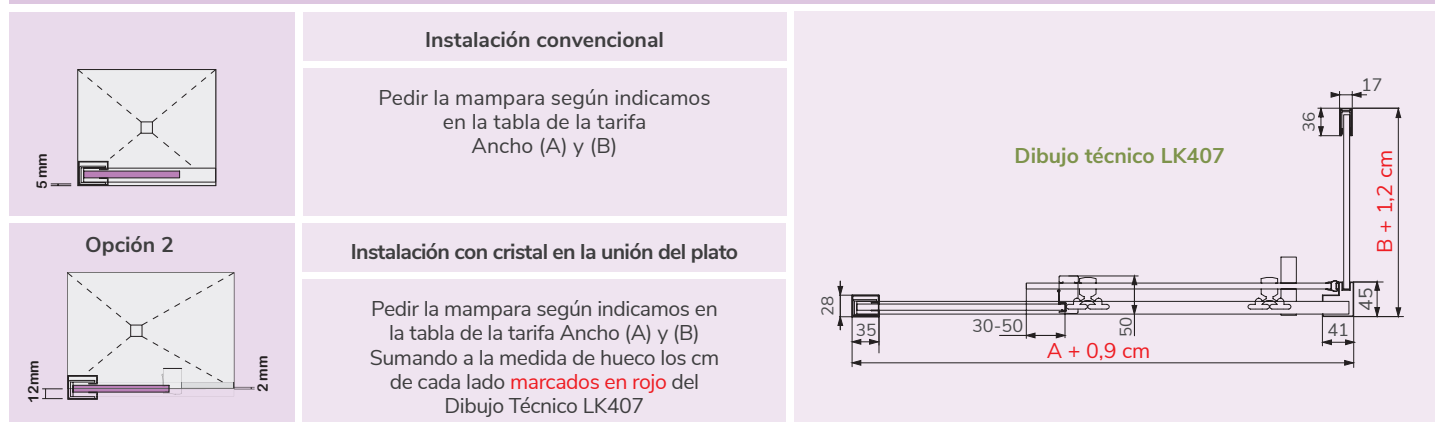 Instalación convencional
Pedir la mampara según indicamos
en la tabla de la tarifa
Ancho (A) y (B)
5 mm
Opción 2
Instalación con cristal en la unión del plato
Pedir la mampara según indicamos en
la tabla de la tarifa Ancho (A) y (B)
Sumando a la medida de hueco los cm
de cada lado marcados en rojo del
Dibujo Técnico LK407
12mm
2 mm
Dibujo técnico LK407
17
36
B + 1,2 cm
28
35
30-50
50
45
41
A + 0,9 cm